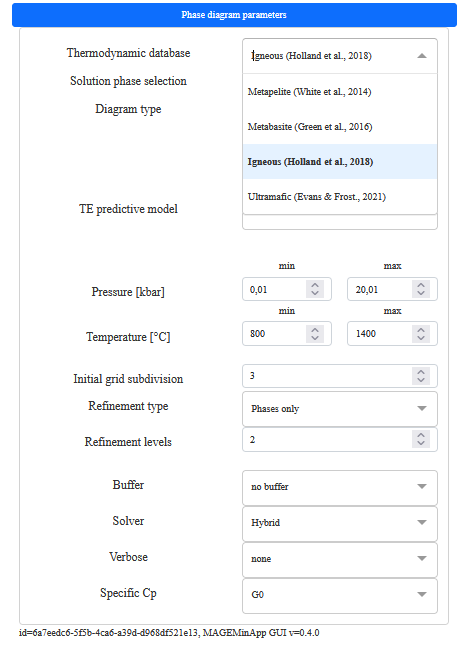 Phase diagram parameters
Thermodynamic database Igneous (Holland et al., 2018)
Solution phase selection Metapelite (White et al., 2014)
Diagram type Metabasite (Green et al., 2016)
Igneous (Holland et al., 2018)
TE predictive model Ultramafic (Evans & Frost., 2021)
min max
Pressure [kbar] 0,01 20,01
min max
Temperature [°C] 800 1400
Initial grid subdivision 3
Refinement type Phases only
Refinement levels 2
Buffer no buffer
Solver Hybrid
Verbose none
Specific Cp G0
id=6a7eedc6-5f5b-4ca6-a39d-d968df521e13, MAGEMinApp GUI v=0.4.0